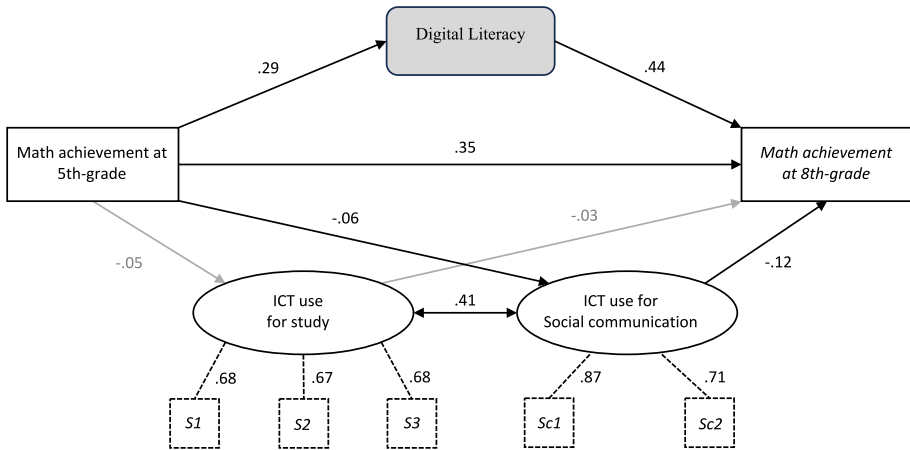 Digital Literacy
.29
.44
Math achievement at
5th-grade
.35
Math achievement
at 8th-grade
-.06
-.03
-.05
-.12
ICT use
for study
.41
ICT use for
Social communication
.68
.67
.68
.87
.71
S1
S2
S3
Sc1
Sc2